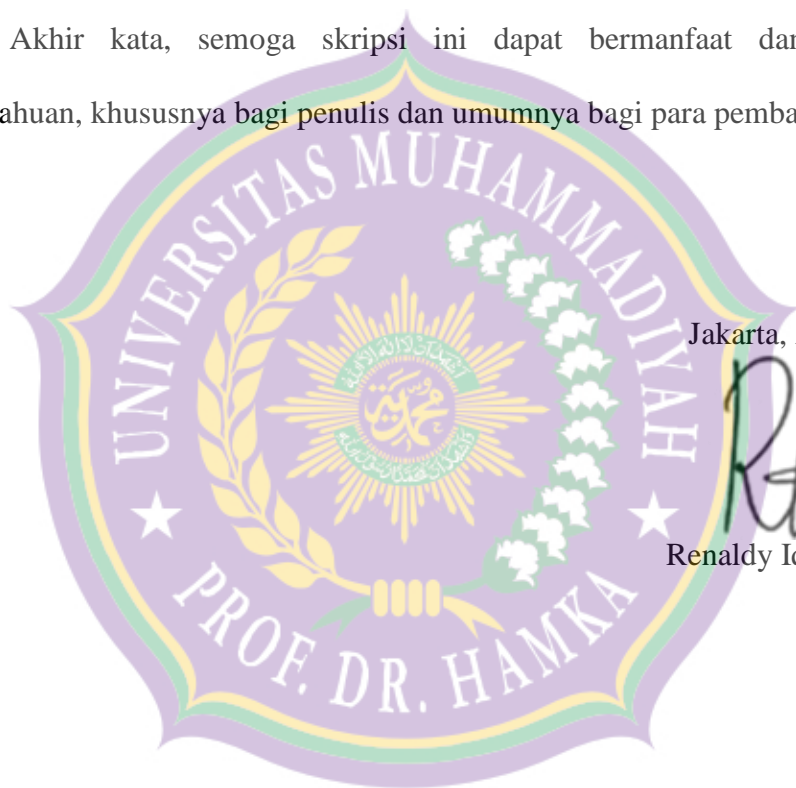 Akhir kata, semoga skripsi ini dapat bermanfaat dan
ahuan, khususnya bagi penulis dan umumnya bagi para pemba
UNIVERSITAS MUHAMMADIYAH
محمدية
Jakarta,
Renaldy
PROF. DR. HAMKA